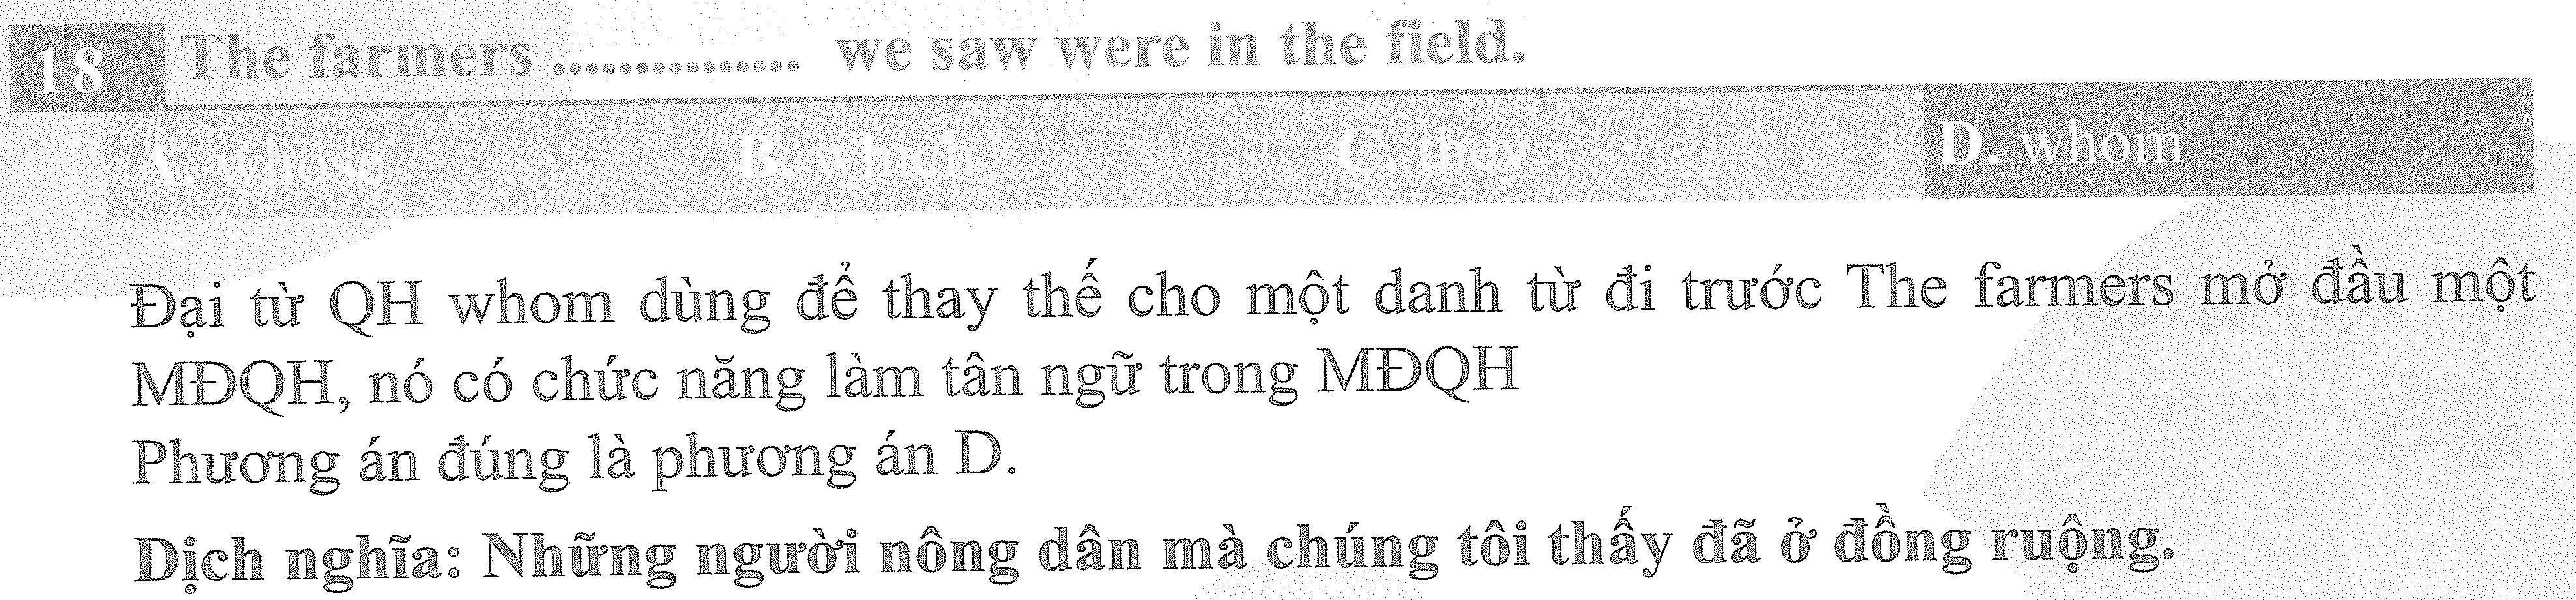 18 The farmers ............... we saw were in the field.
A. whose B. which C. they D. whom
Đại từ QH whom dùng để thay thế cho một danh từ đi trước The farmers mở đầu một
MĐQH, nó có chức năng làm tân ngữ trong MĐQH
Phương án đúng là phương án D.
Dịch nghĩa: Những người nông dân mà chúng tôi thấy đã ở đồng ruộng.